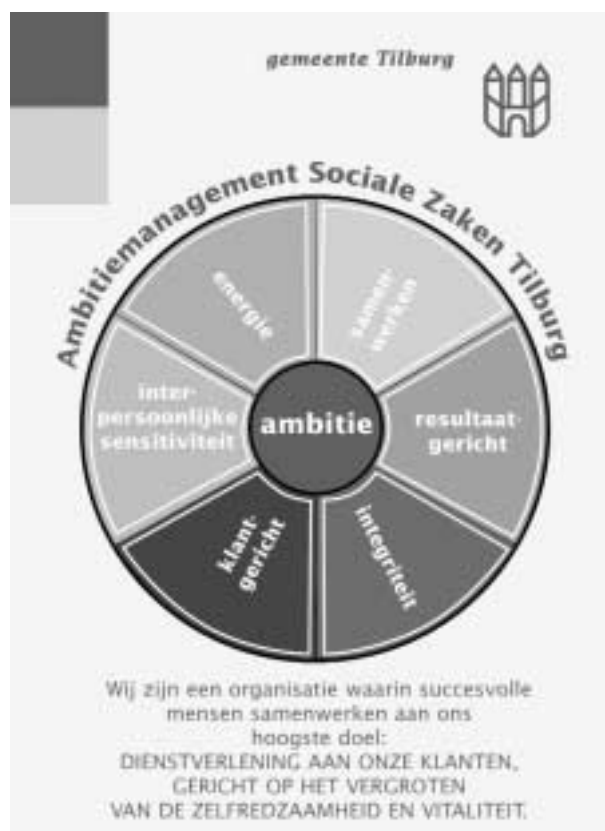 gemeente Tilburg
Ambitiemanagement Sociale Zaken Tilburg
energie
samen-
werken
inter-
persoonlijke
sensitiviteit
ambitie
resultaat-
gericht
klant-
gericht
integriteit
Wij zijn een organisatie waarin succesvolle
mensen samenwerken aan ons
hoogste doel:
DIENSTVERLENING AAN ONZE KLANTEN,
GERICHT OP HET VERGROTEN
VAN DE ZELFREDZAAMHEID EN VITALITEIT.